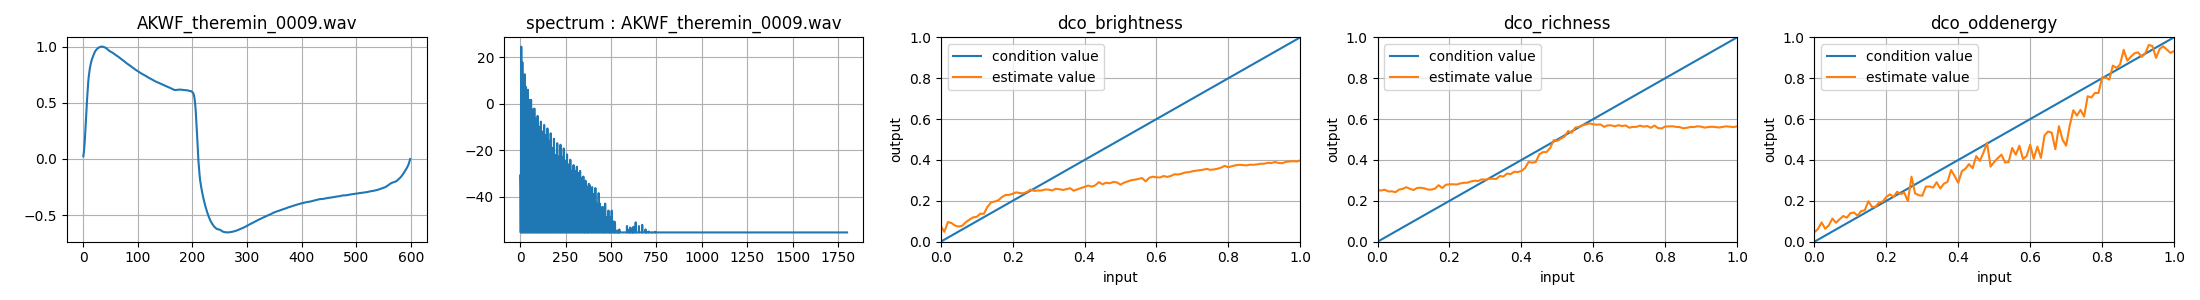 AKWF_theremin_0009.wav
1.0
0.5
0.0
−0.5
0 100 200 300 400 500 600
spectrum : AKWF_theremin_0009.wav
20
0
−20
−40
0 250 500 750 1000 1250 1500 1750
dco_brightness
condition value
estimate value
output
1.0
0.8
0.6
0.4
0.2
0.0
0.0 0.2 0.4 0.6 0.8 1.0
input
dco_richness
condition value
estimate value
output
1.0
0.8
0.6
0.4
0.2
0.0
0.0 0.2 0.4 0.6 0.8 1.0
input
dco_oddenergy
condition value
estimate value
output
1.0
0.8
0.6
0.4
0.2
0.0
0.0 0.2 0.4 0.6 0.8 1.0
input